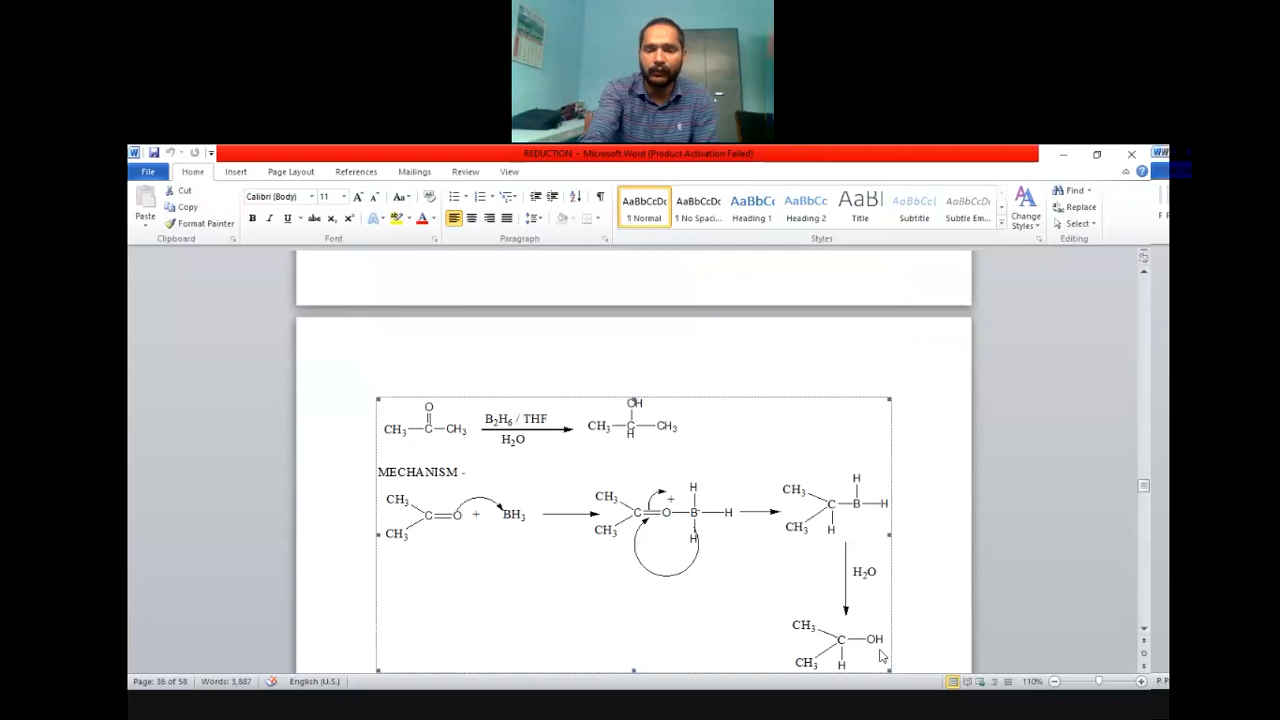 REDUCTION - Microsoft Word (Product Activation Failed)
File Home Insert Page Layout References Mailings Review View
Cut
Copy
Format Painter
Paste
Clipboard
Calibri (Body) 11
Font
Paragraph
AaBbCcDc AaBbCcDc AaBbCc AaBbCc AaBl AaBbCcl AaBbCcDc
¶ Normal ¶ No Spaci... Heading 1 Heading 2 Title Subtitle Subtle Em...
Styles
Change Styles
Find
Replace
Select
Editing
O OH
CH3—C—CH3 B2H6 / THF CH3—C—CH3
H2O H
MECHANISM -
CH3 CH3 H CH3 H
C=O + BH3 C=O—B—H C—B—H
CH3 CH3 + H CH3 H
H2O
CH3
C—OH
CH3 H
Page: 36 of 58 Words: 3,887 English (U.S.) 110%